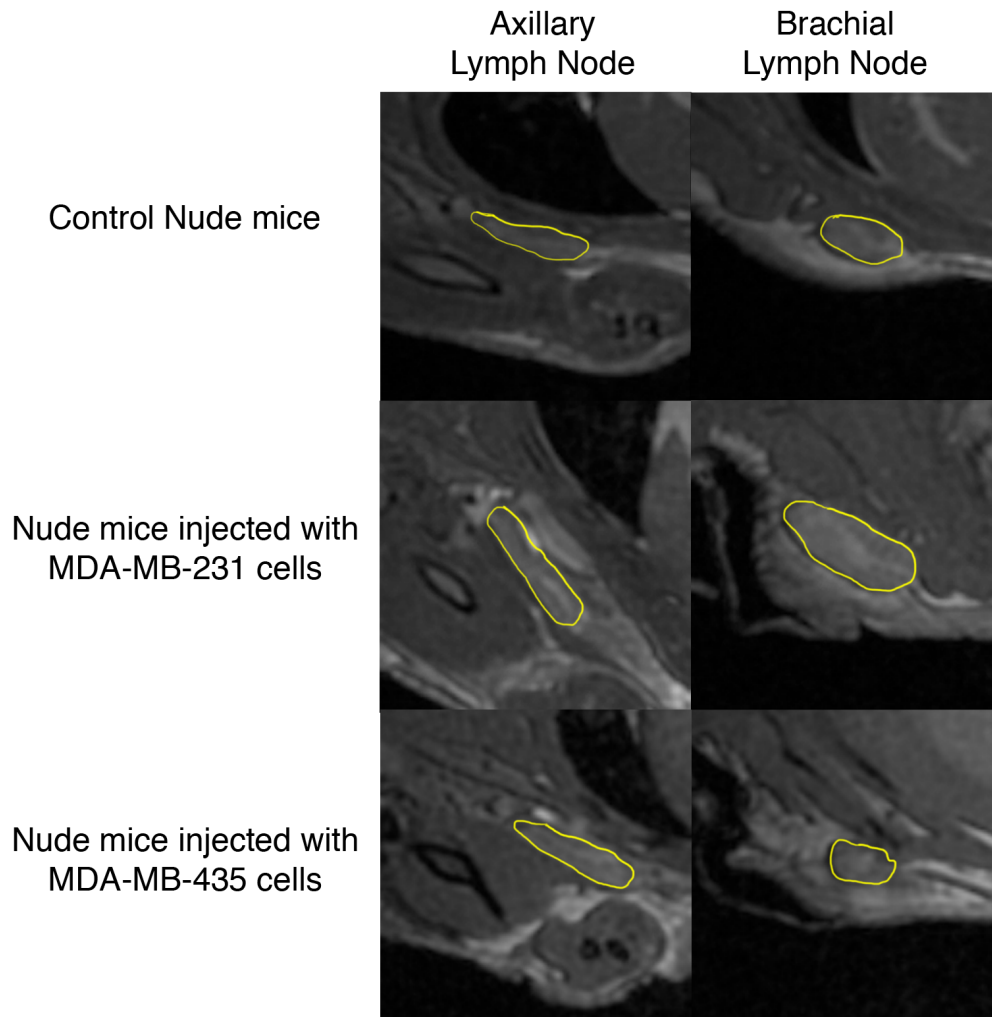 Axillary
Lymph Node
Brachial
Lymph Node
Control Nude mice
Nude mice injected with
MDA-MB-231 cells
Nude mice injected with
MDA-MB-435 cells